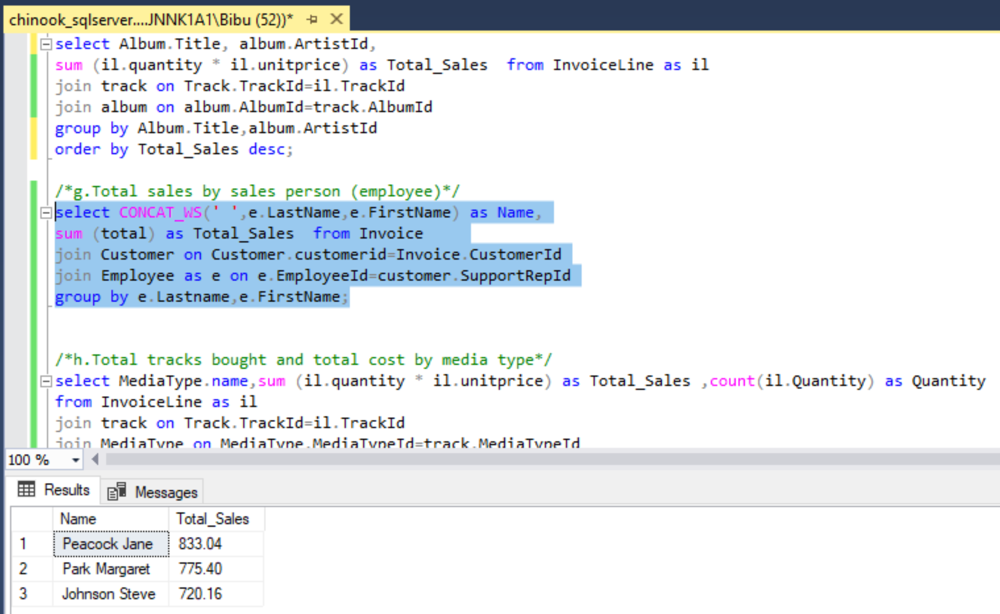 chinook_sqlserver....JNNK1A1\Bibu (52))*
select Album.Title, album.ArtistId,
sum (il.quantity * il.unitprice) as Total_Sales  from InvoiceLine as il
join track on Track.TrackId=il.TrackId
join album on album.AlbumId=track.AlbumId
group by Album.Title,album.ArtistId
order by Total_Sales desc;
/*g.Total sales by sales person (employee)*/
select CONCAT_WS(' ',e.LastName,e.FirstName) as Name,
sum (total) as Total_Sales  from Invoice
join Customer on Customer.customerid=Invoice.CustomerId
join Employee as e on e.EmployeeId=customer.SupportRepId
group by e.Lastname,e.FirstName;
/*h.Total tracks bought and total cost by media type*/
select MediaType.name,sum (il.quantity * il.unitprice) as Total_Sales ,count(il.Quantity) as Quantity
from InvoiceLine as il
join track on Track.TrackId=il.TrackId
join MediaType on MediaType.MediaTypeId=track.MediaTypeId
100 %
Results Messages
Name Total_Sales
1 Peacock Jane 833.04
2 Park Margaret 775.40
3 Johnson Steve 720.16